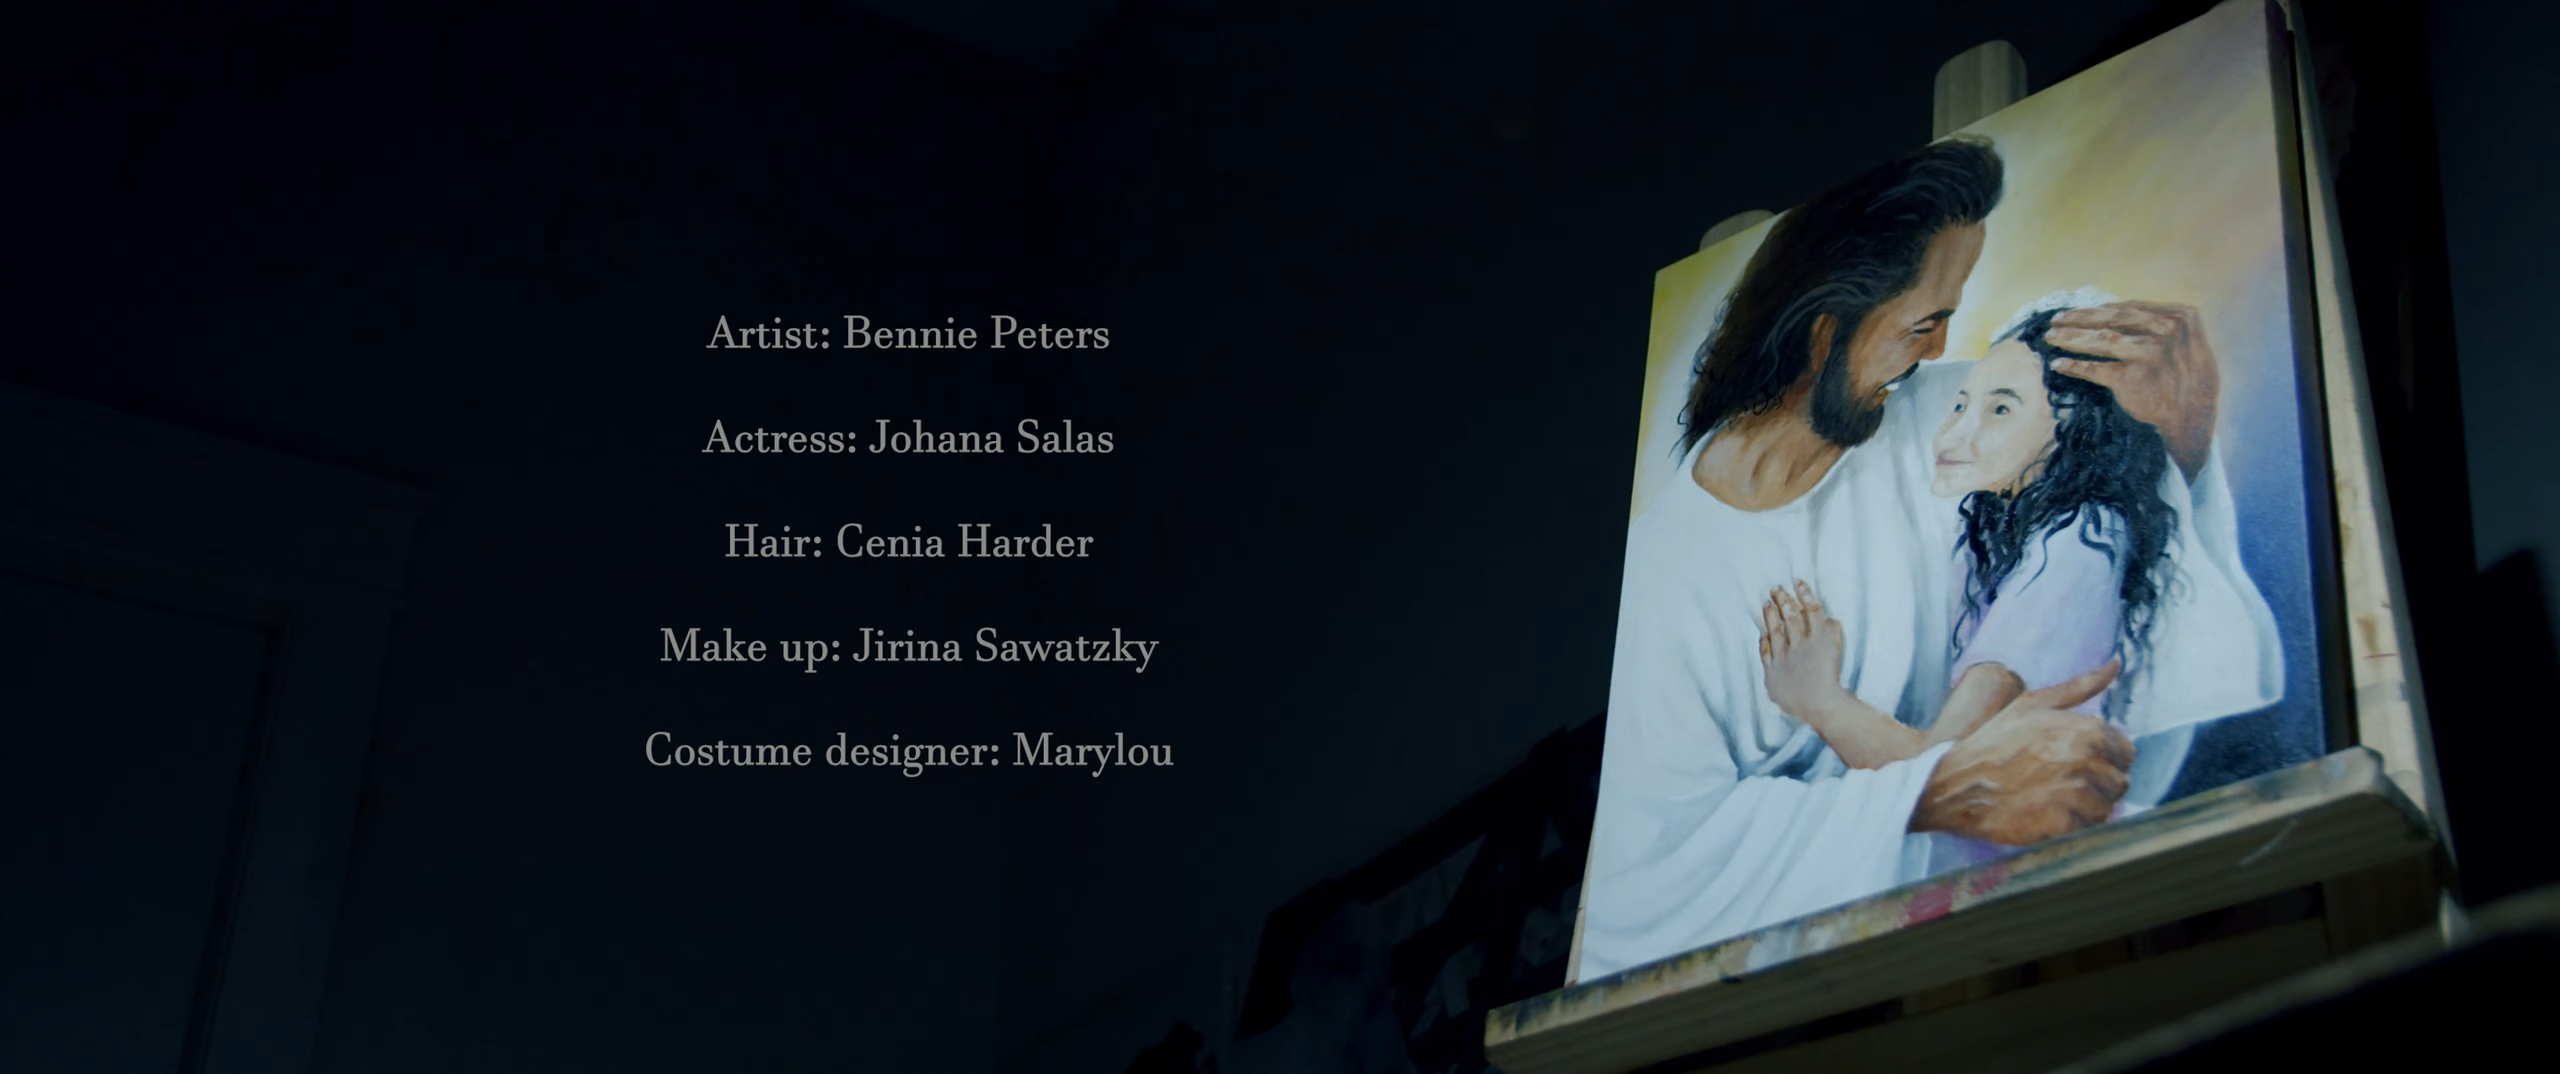 Artist: Bennie Peters
Actress: Johana Salas
Hair: Cenia Harder
Make up: Jirina Sawatzky
Costume designer: Marylou